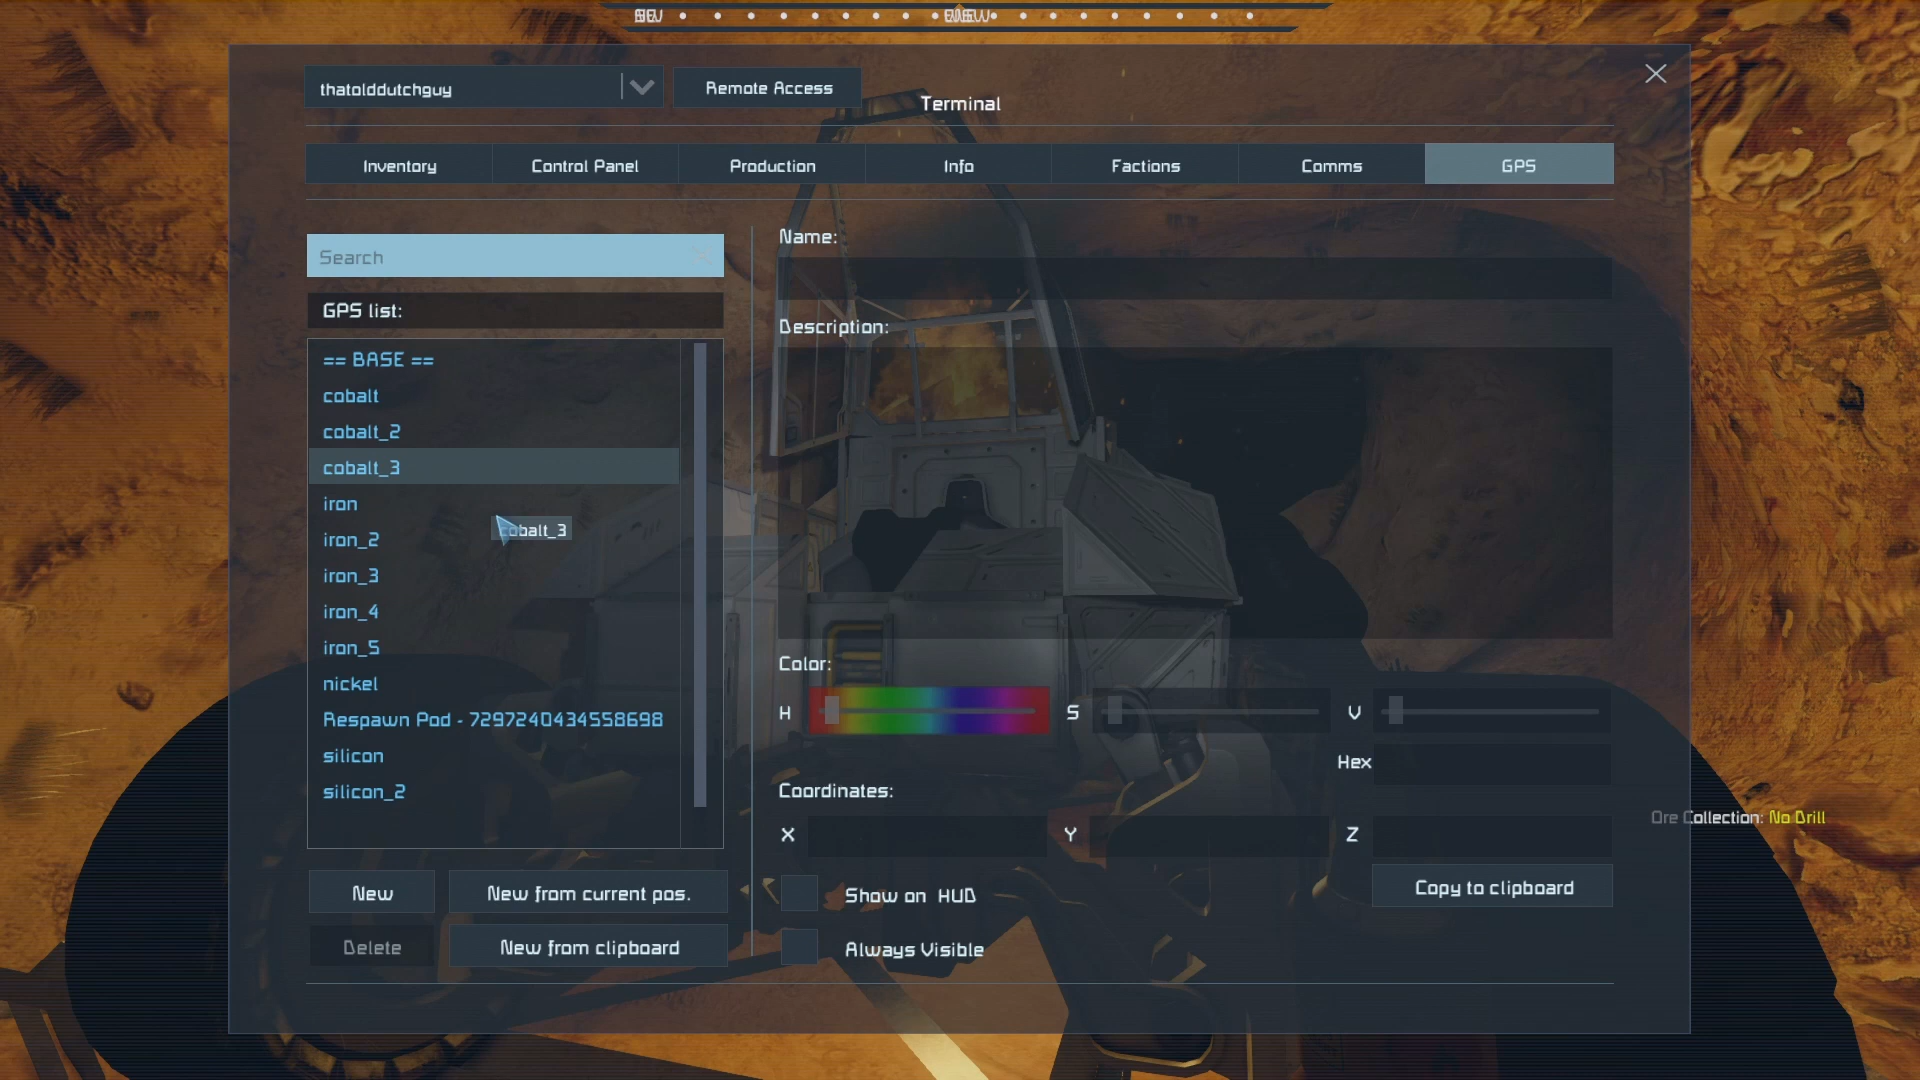 thatolddutchguy
Remote Access
Terminal
Inventory
Control Panel
Production
Info
Factions
Comms
GPS
Search
GPS list:
== BASE ==
cobalt
cobalt_2
cobalt_3
iron
cobalt_3
iron_2
iron_3
iron_4
iron_5
nickel
Respawn Pod - 72972404345586​98
silicon
silicon_2
New
New from current pos.
Delete
New from clipboard
Name:
Description:
Color:
H
S
V
Hex
Coordinates:
X
Y
Z
Copy to clipboard
Show on HUD
Always Visible
Ore Collection: No Drill